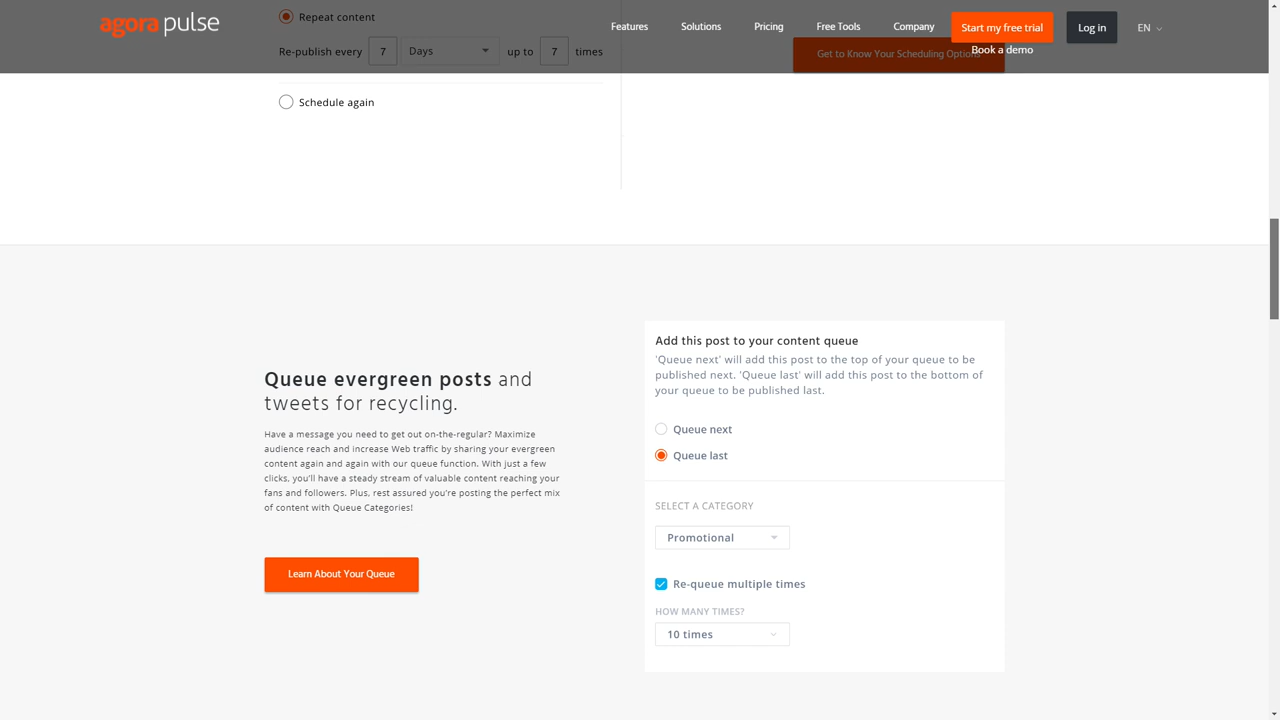 agora pulse
Features
Solutions
Pricing
Free Tools
Company
Start my free trial
Log in
EN
Book a demo
Repeat content
Re-publish every 7 Days up to 7 times
Get to Know Your Scheduling Options
Schedule again
Queue evergreen posts and
tweets for recycling.
Have a message you need to get out on-the-regular? Maximize
audience reach and increase Web traffic by sharing your evergreen
content again and again with our queue function. With just a few
clicks, you'll have a steady stream of valuable content reaching your
fans and followers. Plus, rest assured you're posting the perfect mix
of content with Queue Categories!
Learn About Your Queue
Add this post to your content queue
'Queue next' will add this post to the top of your queue to be
published next. 'Queue last' will add this post to the bottom of
your queue to be published last.
Queue next
Queue last
SELECT A CATEGORY
Promotional
Re-queue multiple times
HOW MANY TIMES?
10 times